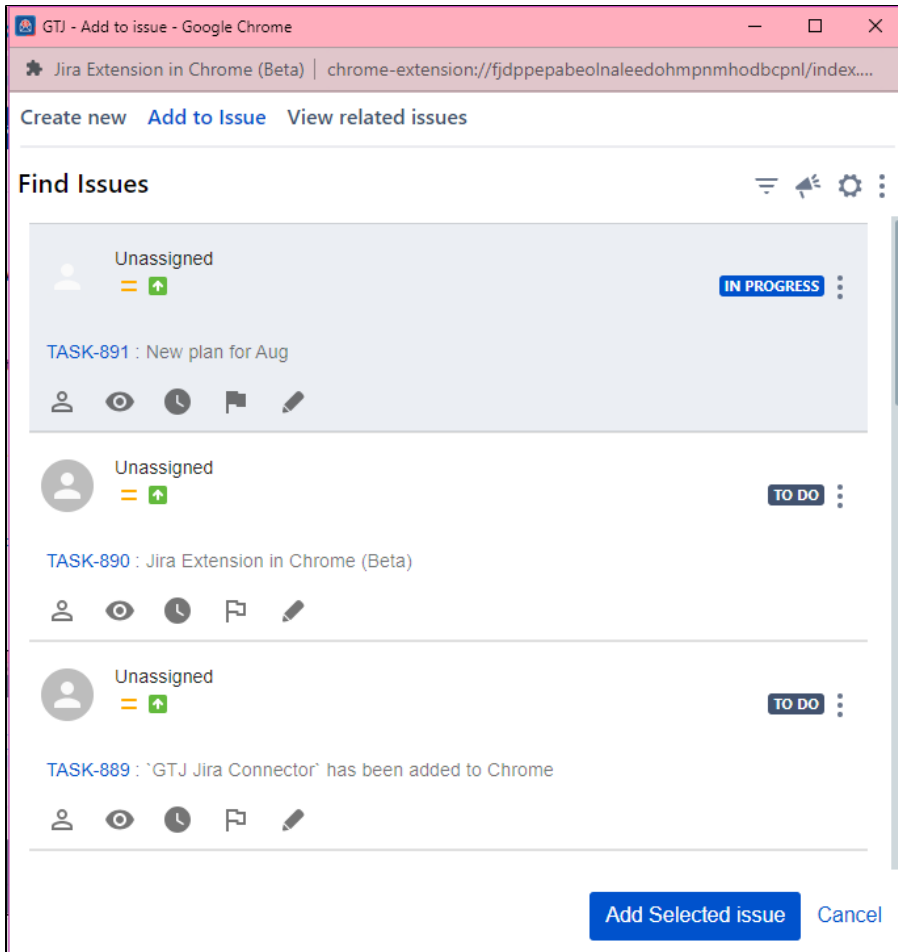 GTJ - Add to issue - Google Chrome
Jira Extension in Chrome (Beta) | chrome-extension://fjdppepabeolnaleedohmpnmhodbcpnl/index....
Create new Add to Issue View related issues
Find Issues
Unassigned
IN PROGRESS
TASK-891 : New plan for Aug
Unassigned
TO DO
TASK-890 : Jira Extension in Chrome (Beta)
Unassigned
TO DO
TASK-889 : `GTJ Jira Connector` has been added to Chrome
Add Selected issue Cancel